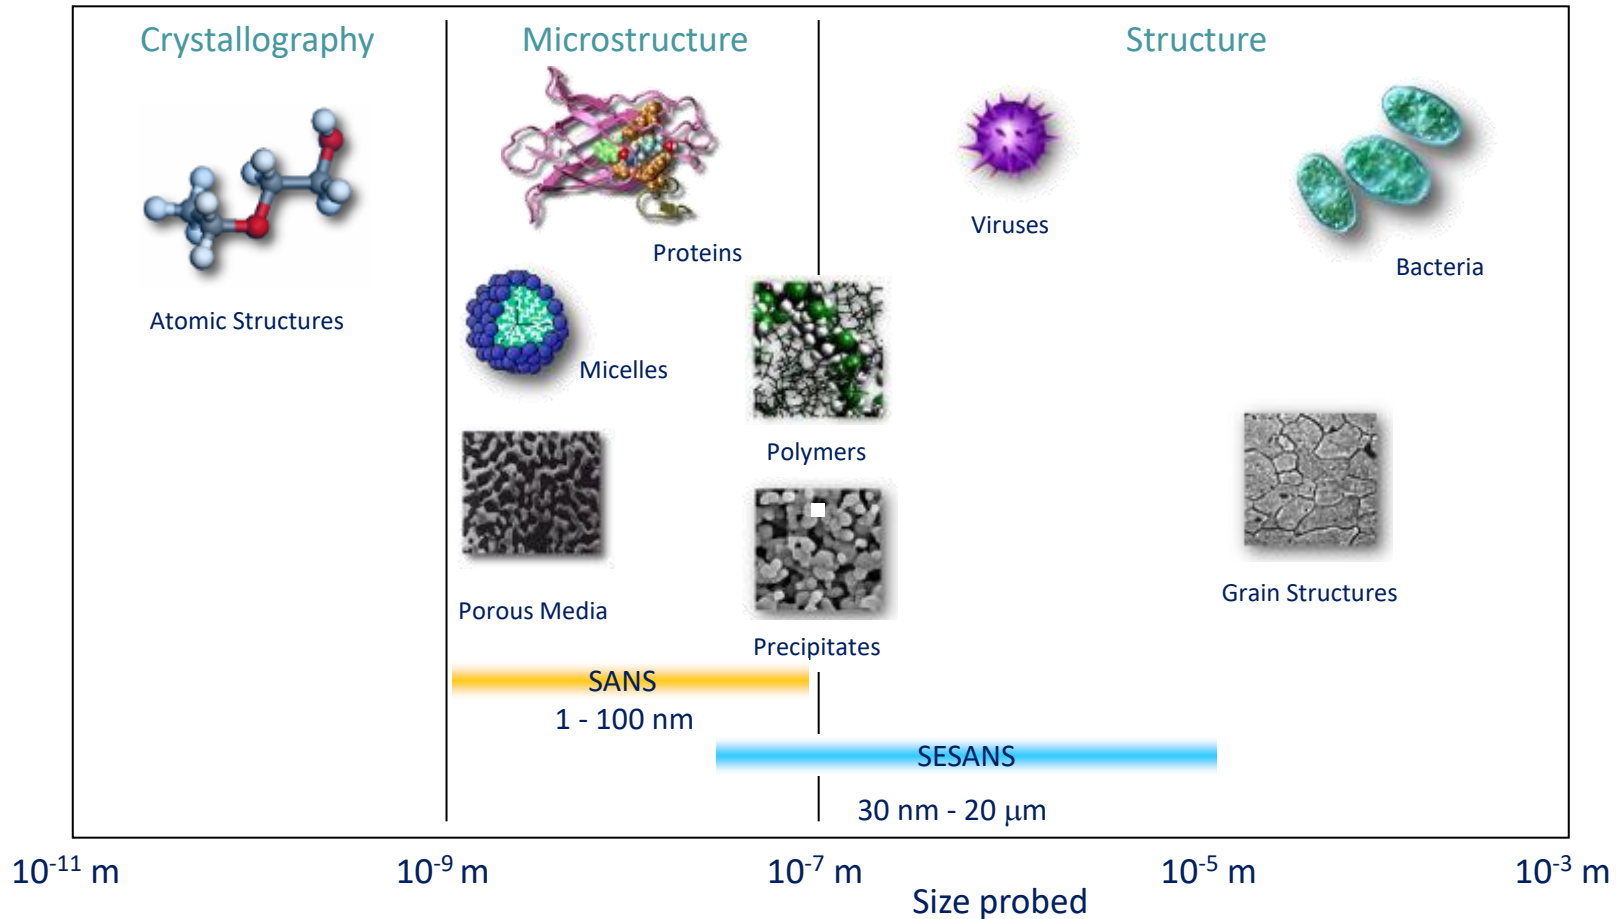 Crystallography
Microstructure
Structure
Viruses
Proteins
Bacteria
Atomic Structures
Micelles
Polymers
Porous Media
Grain Structures
Precipitates
SANS
1 - 100 nm
SESANS
30 nm - 20 μm
10⁻¹¹ m
10⁻⁹ m
10⁻⁷ m
10⁻⁵ m
10⁻³ m
Size probed